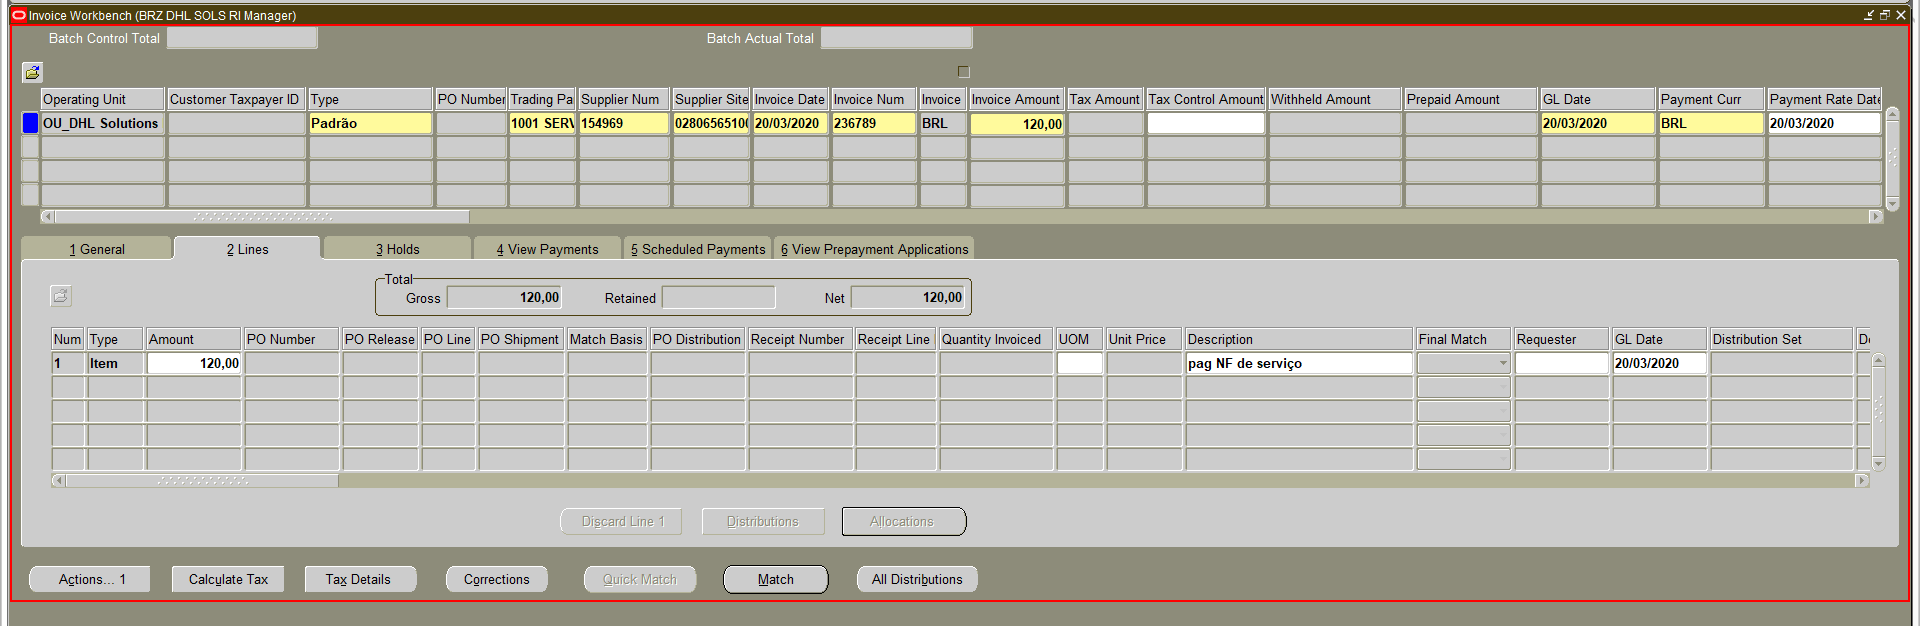 Invoice Workbench (BRZ DHL SOLS RI Manager)
Batch Control Total Batch Actual Total
Operating Unit Customer Taxpayer ID Type PO Number Trading Pa Supplier Num Supplier Site Invoice Date Invoice Num Invoice Invoice Amount Tax Amount Tax Control Amount Withheld Amount Prepaid Amount GL Date Payment Curr Payment Rate Date
OU_DHL Solutions Padrão 1001 SERV 154969 02806565100 20/03/2020 236789 BRL 120,00 20/03/2020 BRL 20/03/2020
1 General 2 Lines 3 Holds 4 View Payments 5 Scheduled Payments 6 View Prepayment Applications
Total
Gross 120,00 Retained Net 120,00
Num Type Amount PO Number PO Release PO Line PO Shipment Match Basis PO Distribution Receipt Number Receipt Line Quantity Invoiced UOM Unit Price Description Final Match Requester GL Date Distribution Set
1 Item 120,00 pag NF de serviço 20/03/2020
Discard Line 1 Distributions Allocations
Actions... 1 Calculate Tax Tax Details Corrections Quick Match Match All Distributions